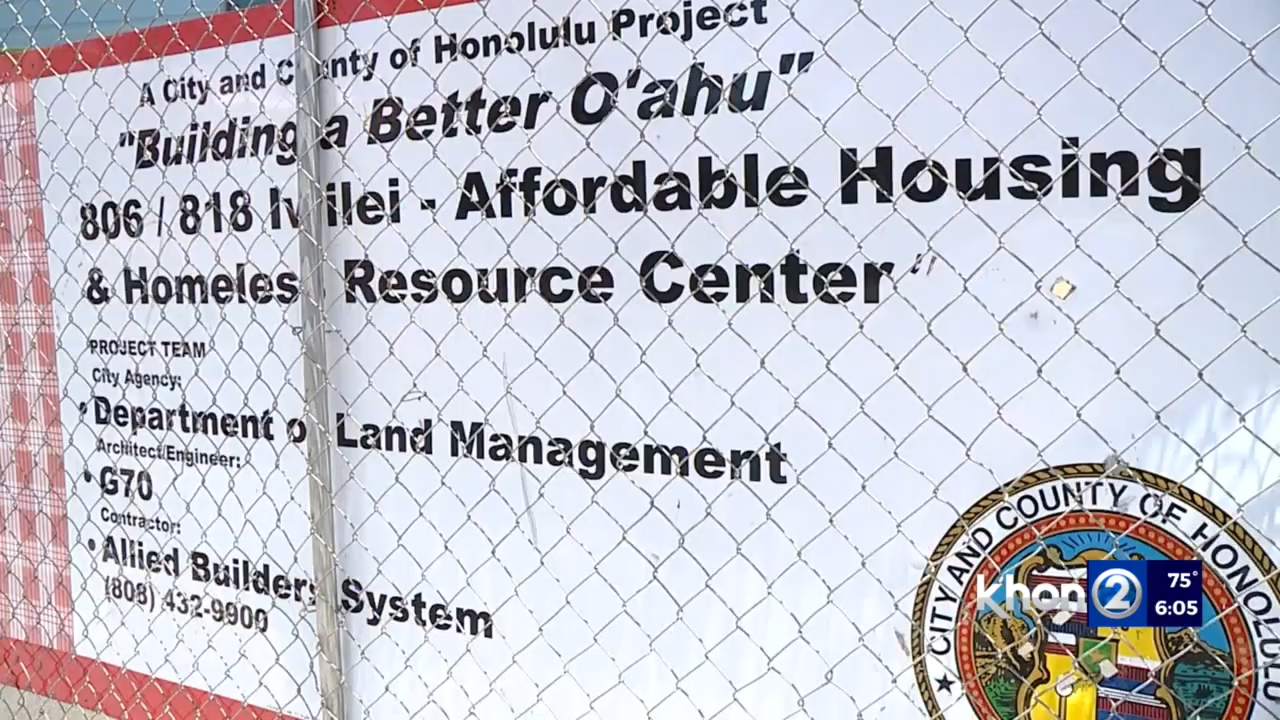 A City and County of Honolulu Project
"Building a Better O'ahu"
806 / 818 Iwilei - Affordable Housing
& Homeless Resource Center "
PROJECT TEAM
City Agency:
• Department of Land Management
Architect/Engineer:
• G70
Contractor:
• Allied Builders System
(808) 432-9900
CITY AND COUNTY OF HONOLULU
khon 2
75°
6:05